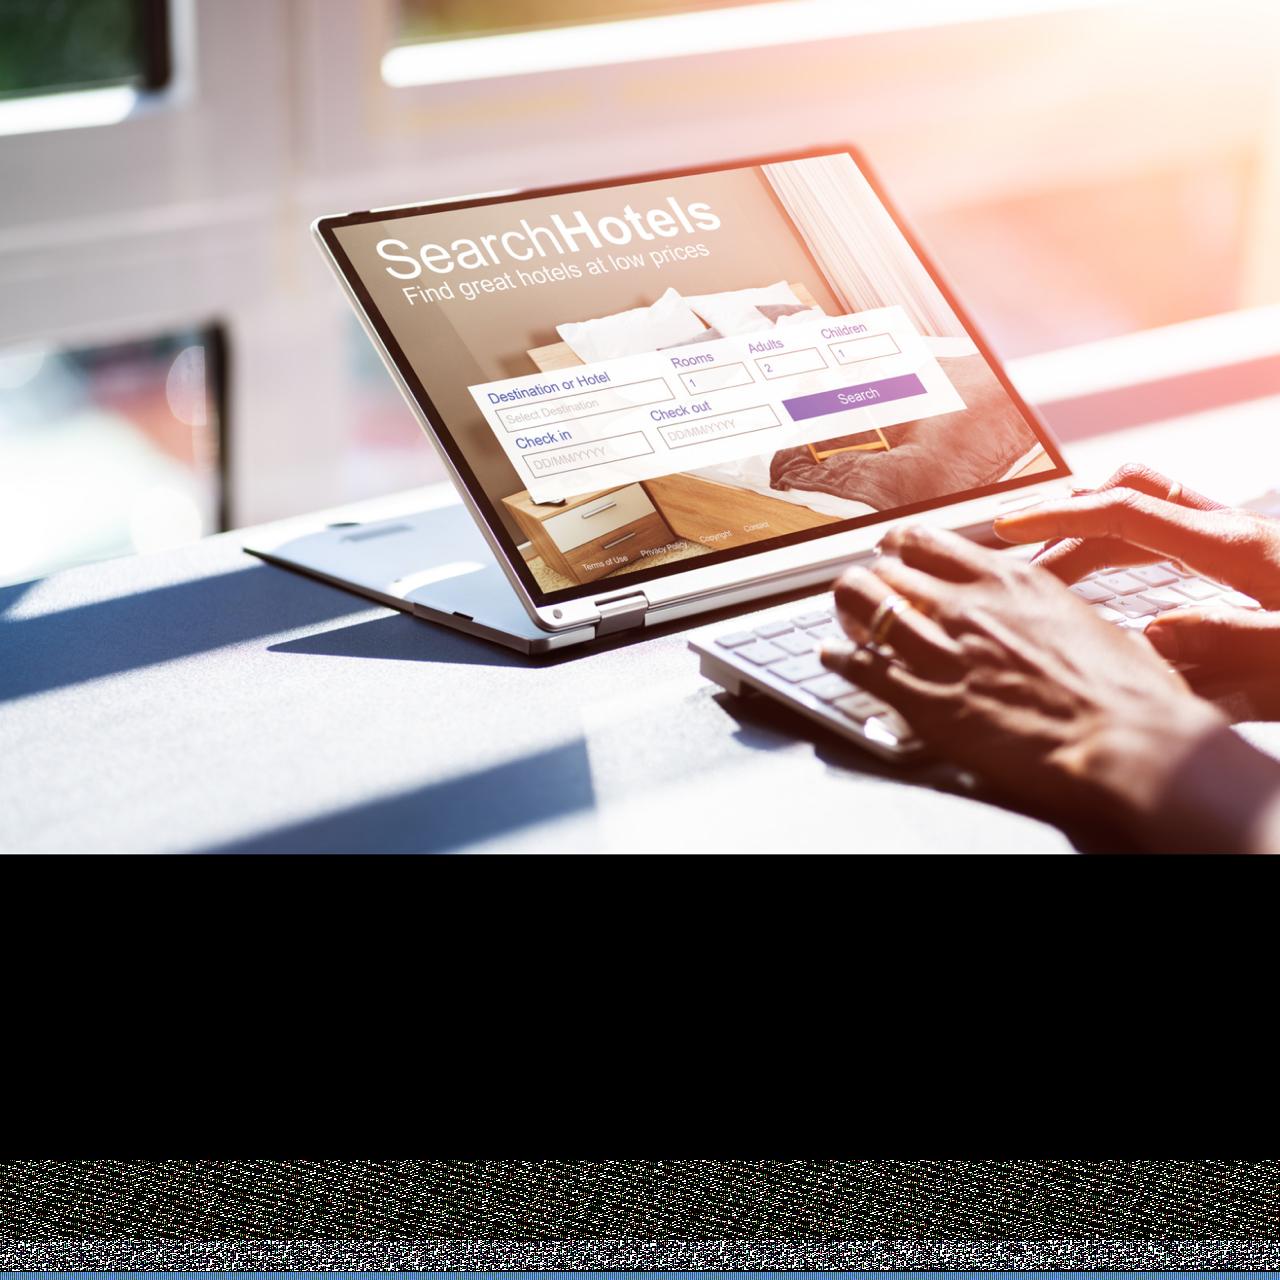 SearchHotels
Find great hotels at low prices
Destination or Hotel
Select Destination
Rooms
1
Adults
2
Children
1
Check in
DD/MM/YYYY
Check out
DD/MM/YYYY
Search
Terms of Use Privacy Policy Copyright Contact